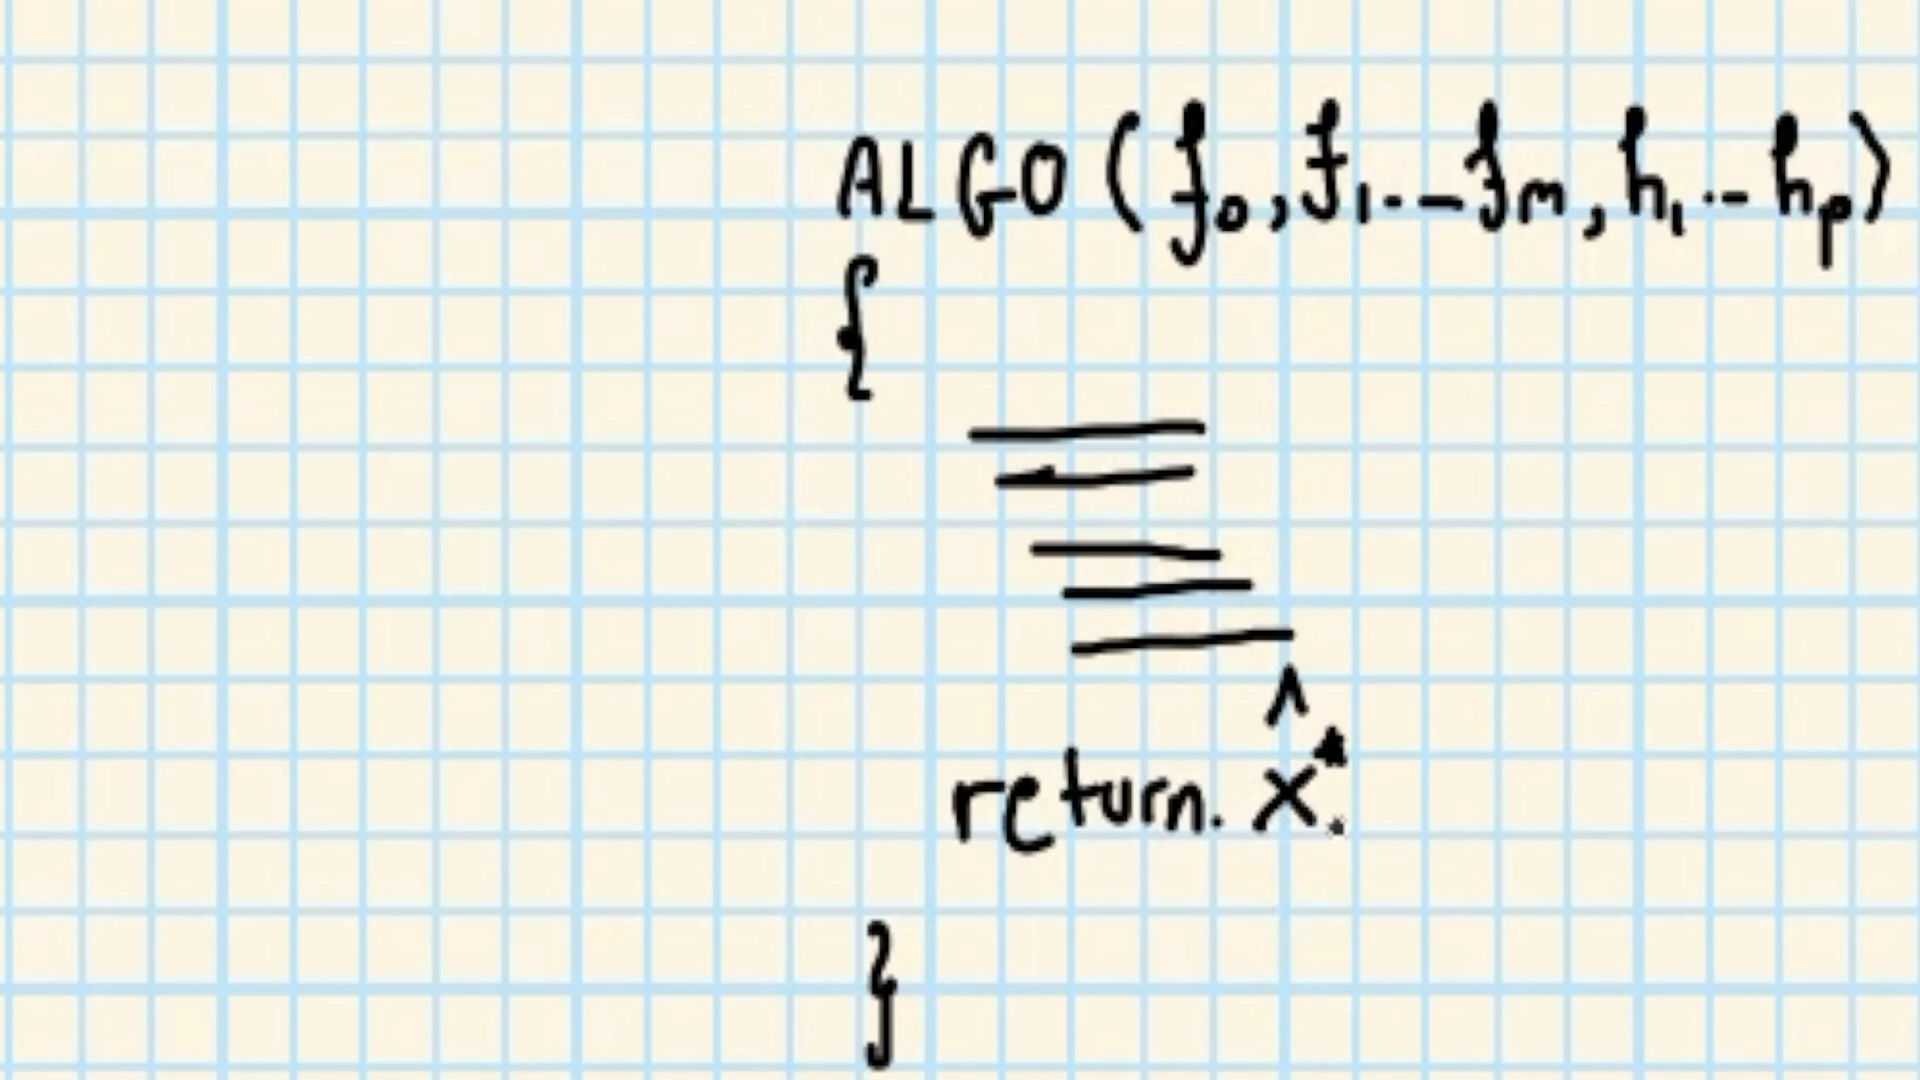 ALGO (f₀, f₁..– fₘ, h₁..– hₚ)
{
^
return. x*.
}